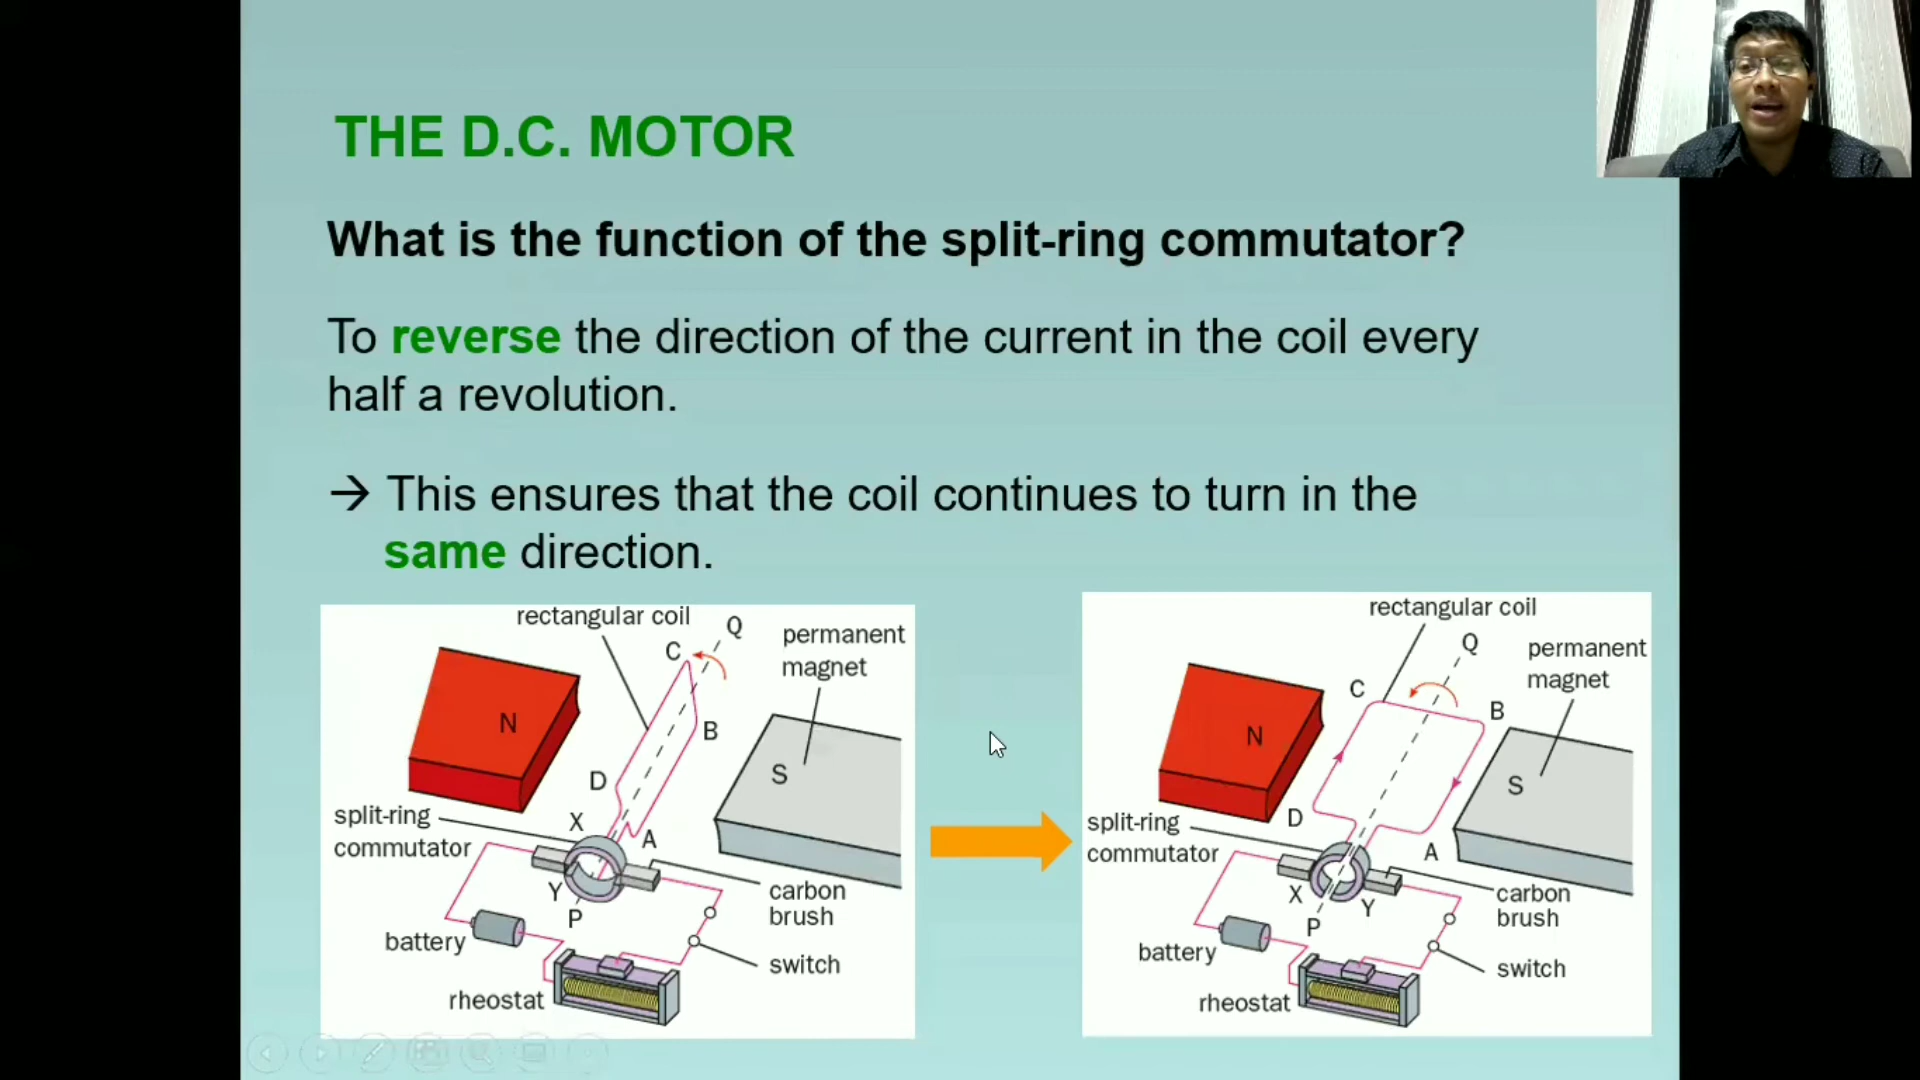 THE D.C. MOTOR
What is the function of the split-ring commutator?
To reverse the direction of the current in the coil every
half a revolution.
→ This ensures that the coil continues to turn in the
same direction.
rectangular coil
Q
permanent
magnet
C
N
B
S
D
split-ring
commutator
X
A
Y
P
carbon
brush
battery
switch
rheostat
rectangular coil
Q
permanent
magnet
C
B
N
S
D
split-ring
commutator
A
X
Y
P
carbon
brush
battery
switch
rheostat